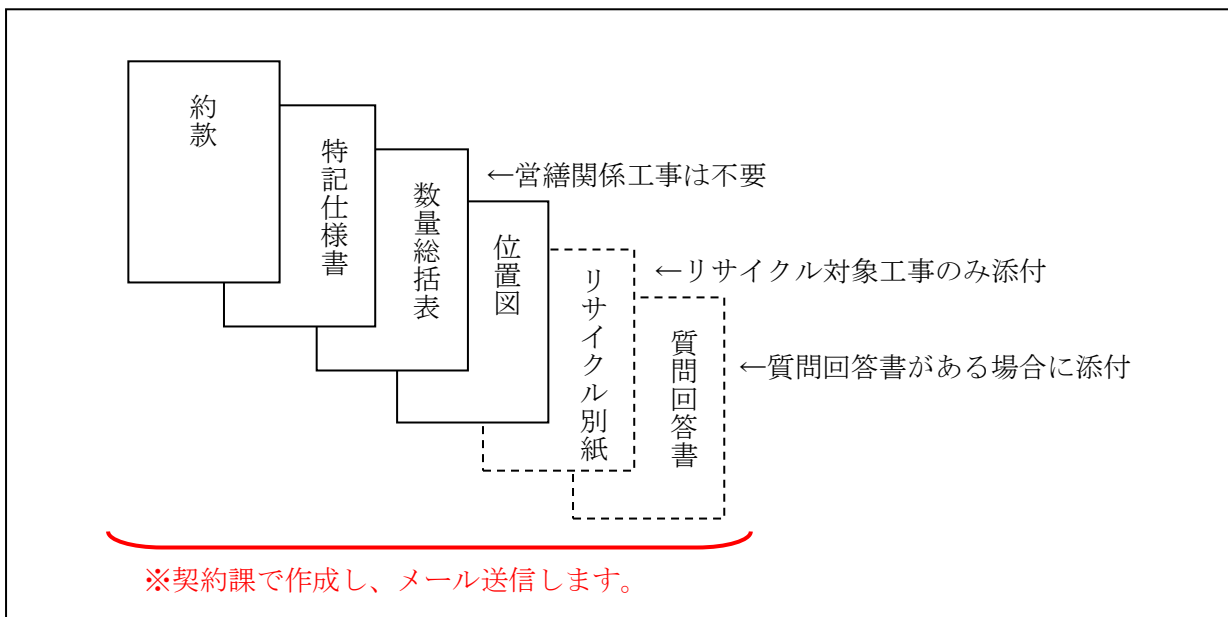 約款
特記仕様書
数量総括表
←営繕関係工事は不要
位置図
リサイクル別紙
←リサイクル対象工事のみ添付
質問回答書
←質問回答書がある場合に添付
※契約課で作成し、メール送信します。